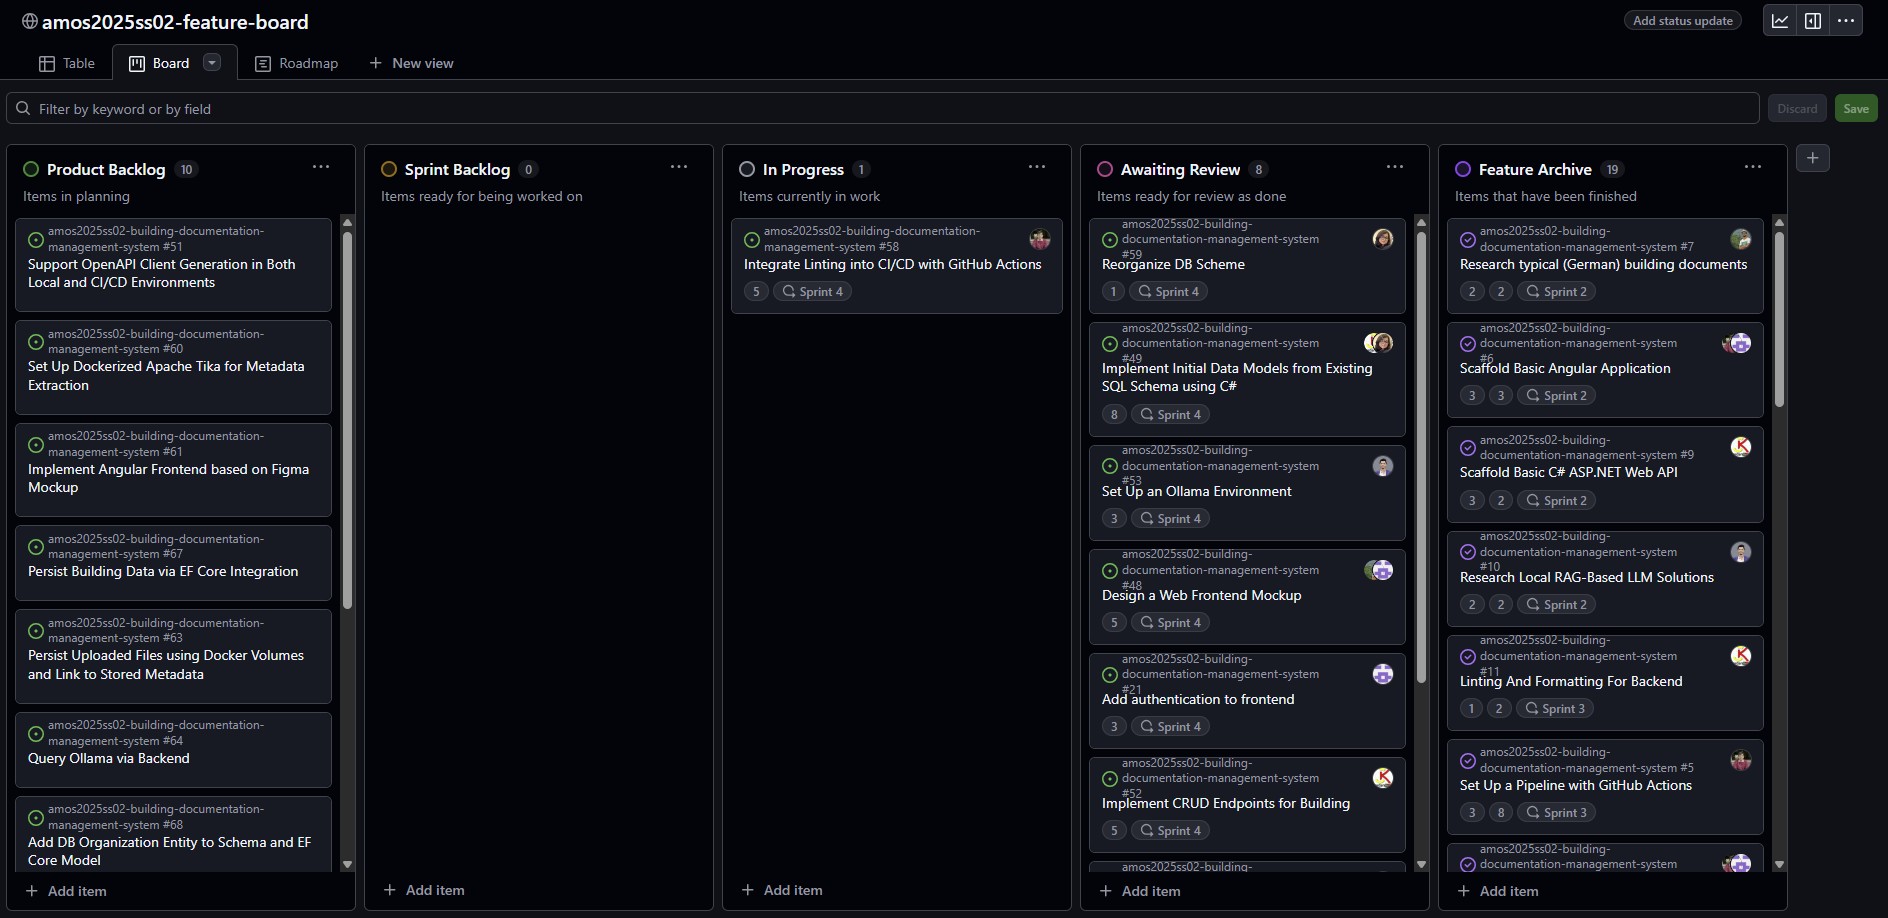 amos2025ss02-feature-board
Add status update
Table
Board
Roadmap
New view
Filter by keyword or by field
Discard
Save
Product Backlog 10
Items in planning
amos2025ss02-building-documentation-
management-system #51
Support OpenAPI Client Generation in Both
Local and CI/CD Environments
amos2025ss02-building-documentation-
management-system #60
Set Up Dockerized Apache Tika for Metadata
Extraction
amos2025ss02-building-documentation-
management-system #61
Implement Angular Frontend based on Figma
Mockup
amos2025ss02-building-documentation-
management-system #67
Persist Building Data via EF Core Integration
amos2025ss02-building-documentation-
management-system #63
Persist Uploaded Files using Docker Volumes
and Link to Stored Metadata
amos2025ss02-building-documentation-
management-system #64
Query Ollama via Backend
amos2025ss02-building-documentation-
management-system #68
Add DB Organization Entity to Schema and EF
Core Model
Add item
Sprint Backlog 0
Items ready for being worked on
Add item
In Progress 1
Items currently in work
amos2025ss02-building-documentation-
management-system #58
Integrate Linting into CI/CD with GitHub Actions
5 Sprint 4
Add item
Awaiting Review 8
Items ready for review as done
amos2025ss02-building-
documentation-management-system
#59
Reorganize DB Scheme
1 Sprint 4
amos2025ss02-building-
documentation-management-system
#49
Implement Initial Data Models from Existing
SQL Schema using C#
8 Sprint 4
amos2025ss02-building-
documentation-management-system
#53
Set Up an Ollama Environment
3 Sprint 4
amos2025ss02-building-
documentation-management-system
#48
Design a Web Frontend Mockup
5 Sprint 4
amos2025ss02-building-
documentation-management-system
#21
Add authentication to frontend
3 Sprint 4
amos2025ss02-building-
documentation-management-system
#52
Implement CRUD Endpoints for Building
5 Sprint 4
amos2025ss02-building-
Add item
Feature Archive 19
Items that have been finished
amos2025ss02-building-documentation-
management-system #7
Research typical (German) building documents
2 2 Sprint 2
amos2025ss02-building-
documentation-management-system
#6
Scaffold Basic Angular Application
3 3 Sprint 2
amos2025ss02-building-
documentation-management-system #9
Scaffold Basic C# ASP.NET Web API
3 2 Sprint 2
amos2025ss02-building-
documentation-management-system
#10
Research Local RAG-Based LLM Solutions
2 2 Sprint 2
amos2025ss02-building-
documentation-management-system
#11
Linting And Formatting For Backend
1 2 Sprint 3
amos2025ss02-building-
documentation-management-system #5
Set Up a Pipeline with GitHub Actions
3 8 Sprint 3
amos2025ss02-building-
documentation-management-system
Add item